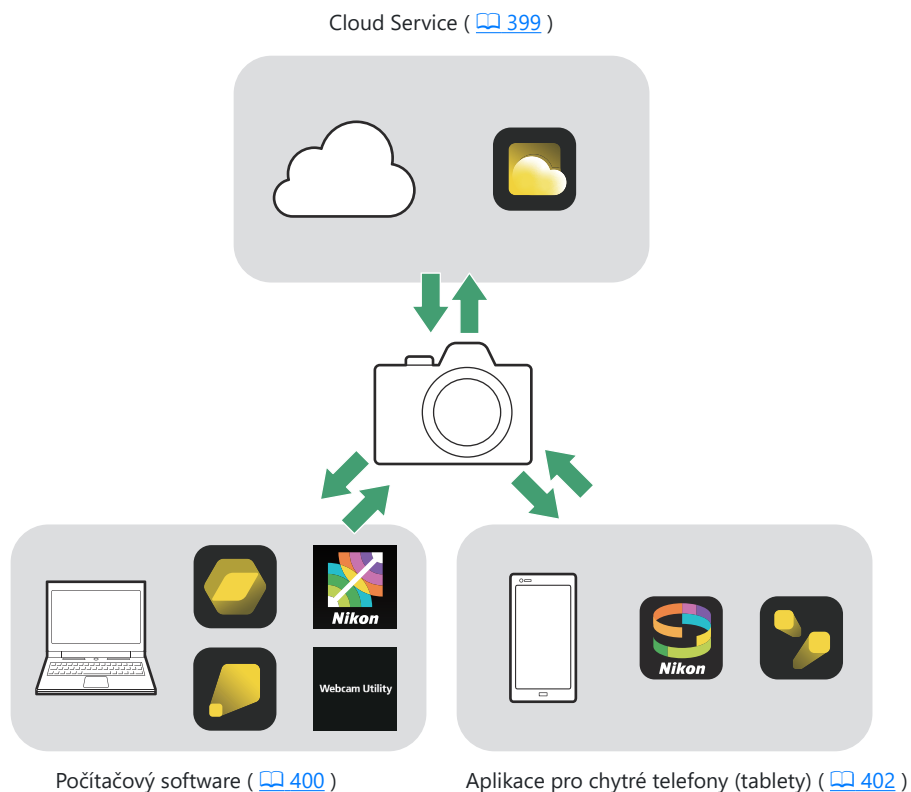 Cloud Service ( 399 )
Nikon
Webcam Utility
Nikon
Počítačový software ( 400 )
Aplikace pro chytré telefony (tablety) ( 402 )